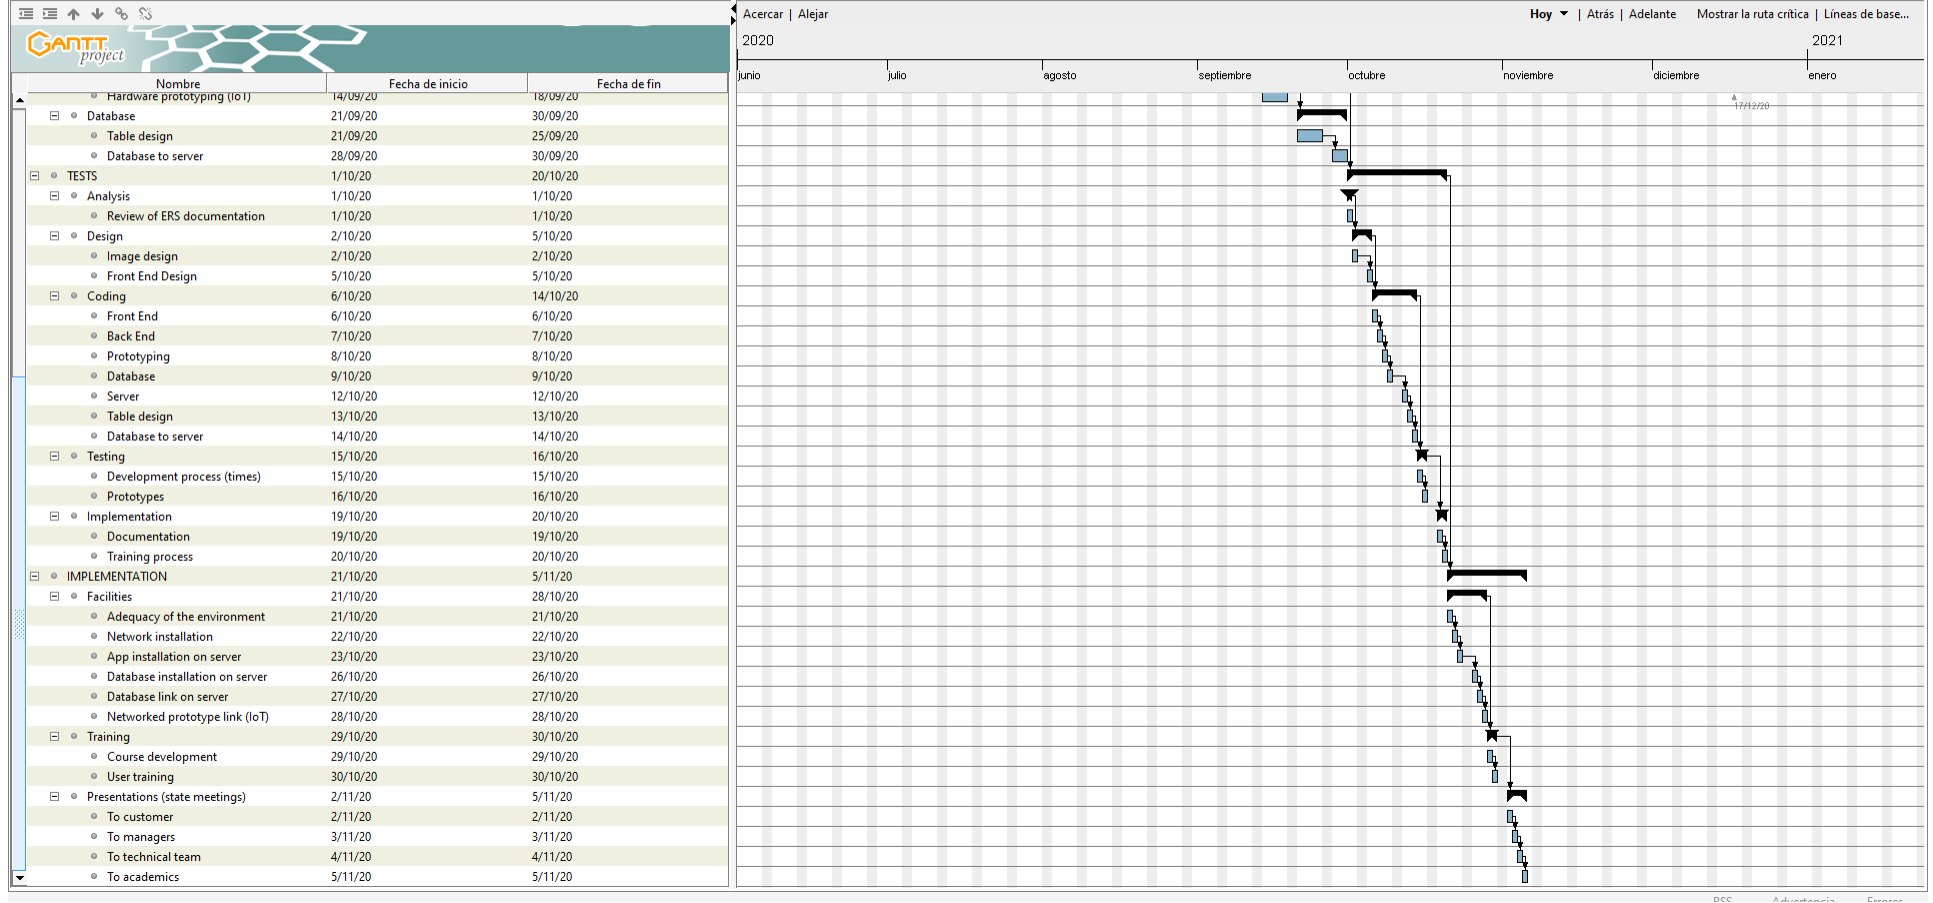 Acercar | Alejar
Hoy | Atrás | Adelante Mostrar la ruta crítica | Líneas de base...
GANTT project
2020 2021
Nombre Fecha de inicio Fecha de fin
junio julio agosto septiembre octubre noviembre diciembre enero
Hardware prototyping (IoT) 14/09/20 18/09/20
17/12/20
Database 21/09/20 30/09/20
Table design 21/09/20 25/09/20
Database to server 28/09/20 30/09/20
TESTS 1/10/20 20/10/20
Analysis 1/10/20 1/10/20
Review of ERS documentation 1/10/20 1/10/20
Design 2/10/20 5/10/20
Image design 2/10/20 2/10/20
Front End Design 5/10/20 5/10/20
Coding 6/10/20 14/10/20
Front End 6/10/20 6/10/20
Back End 7/10/20 7/10/20
Prototyping 8/10/20 8/10/20
Database 9/10/20 9/10/20
Server 12/10/20 12/10/20
Table design 13/10/20 13/10/20
Database to server 14/10/20 14/10/20
Testing 15/10/20 16/10/20
Development process (times) 15/10/20 15/10/20
Prototypes 16/10/20 16/10/20
Implementation 19/10/20 20/10/20
Documentation 19/10/20 19/10/20
Training process 20/10/20 20/10/20
IMPLEMENTATION 21/10/20 5/11/20
Facilities 21/10/20 28/10/20
Adequacy of the environment 21/10/20 21/10/20
Network installation 22/10/20 22/10/20
App installation on server 23/10/20 23/10/20
Database installation on server 26/10/20 26/10/20
Database link on server 27/10/20 27/10/20
Networked prototype link (IoT) 28/10/20 28/10/20
Training 29/10/20 30/10/20
Course development 29/10/20 29/10/20
User training 30/10/20 30/10/20
Presentations (state meetings) 2/11/20 5/11/20
To customer 2/11/20 2/11/20
To managers 3/11/20 3/11/20
To technical team 4/11/20 4/11/20
To academics 5/11/20 5/11/20
RSS Advertencia Errores